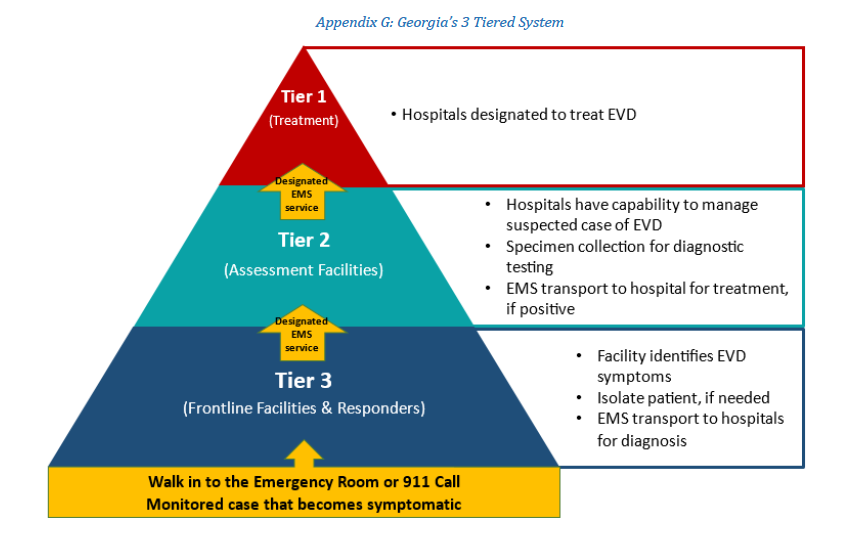 Appendix G: Georgia's 3 Tiered System
Tier 1
(Treatment)
• Hospitals designated to treat EVD
Designated
EMS
service
Tier 2
(Assessment Facilities)
• Hospitals have capability to manage
suspected case of EVD
• Specimen collection for diagnostic
testing
• EMS transport to hospital for treatment,
if positive
Designated
EMS
service
Tier 3
(Frontline Facilities & Responders)
• Facility identifies EVD
symptoms
• Isolate patient, if needed
• EMS transport to hospitals
for diagnosis
Walk in to the Emergency Room or 911 Call
Monitored case that becomes symptomatic